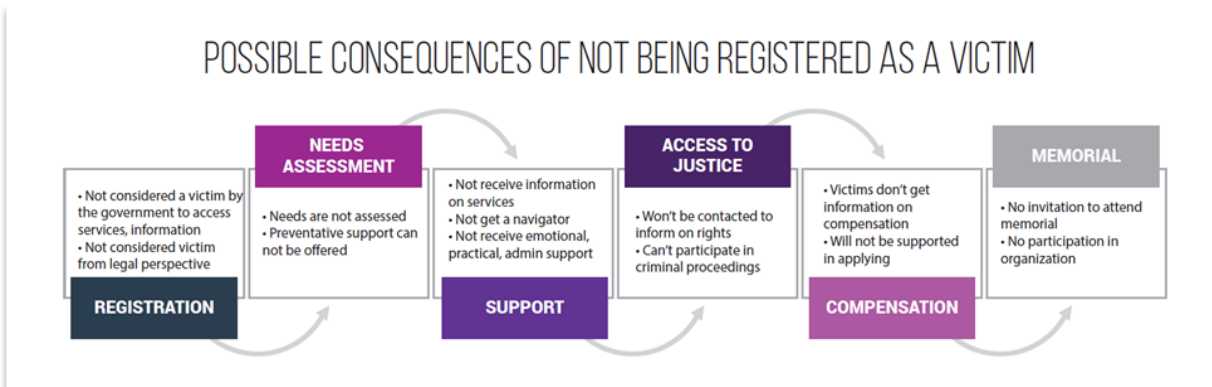 POSSIBLE CONSEQUENCES OF NOT BEING REGISTERED AS A VICTIM
• Not considered a victim by
the government to access
services, information
• Not considered victim
from legal perspective
REGISTRATION
NEEDS
ASSESSMENT
• Needs are not assessed
• Preventative support can
not be offered
• Not receive information
on services
• Not get a navigator
• Not receive emotional,
practical, admin support
SUPPORT
ACCESS TO
JUSTICE
• Won't be contacted to
inform on rights
• Can't participate in
criminal proceedings
• Victims don't get
information on
compensation
• Will not be supported
in applying
COMPENSATION
MEMORIAL
• No invitation to attend
memorial
• No participation in
organization